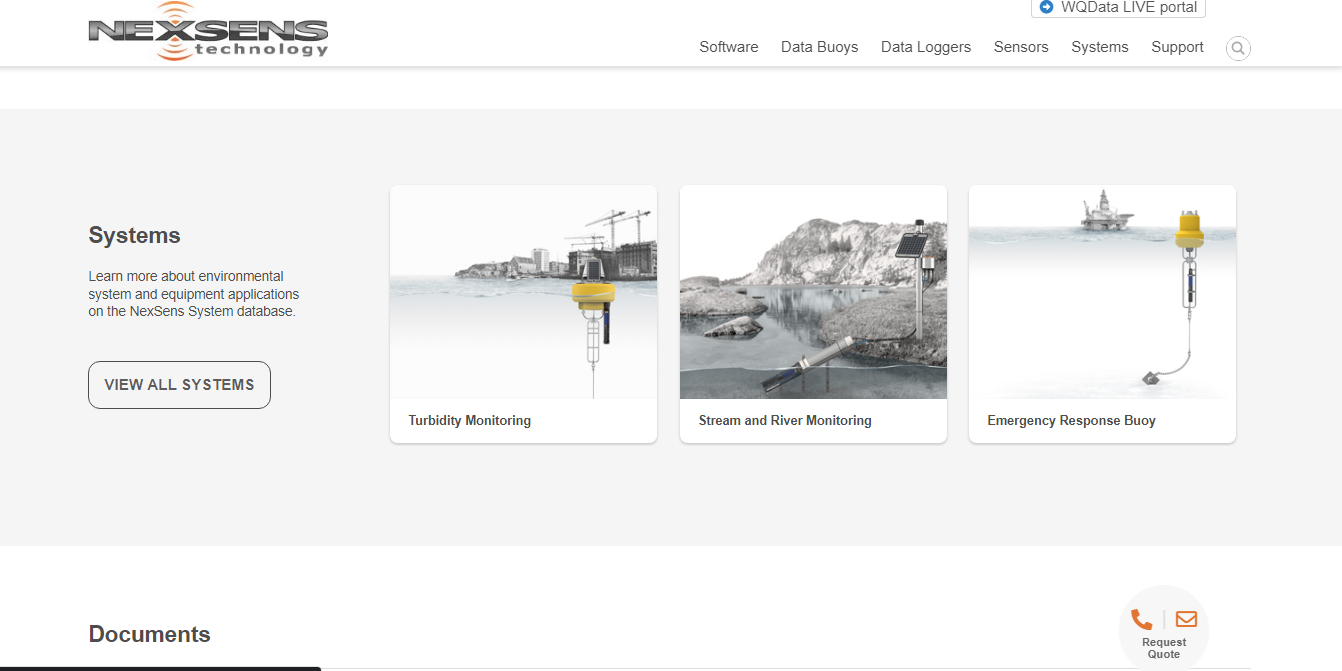 WQData LIVE portal
NEXSENS
technology
Software Data Buoys Data Loggers Sensors Systems Support
Systems
Learn more about environmental
system and equipment applications
on the NexSens System database.
VIEW ALL SYSTEMS
Turbidity Monitoring
Stream and River Monitoring
Emergency Response Buoy
Documents
Request
Quote